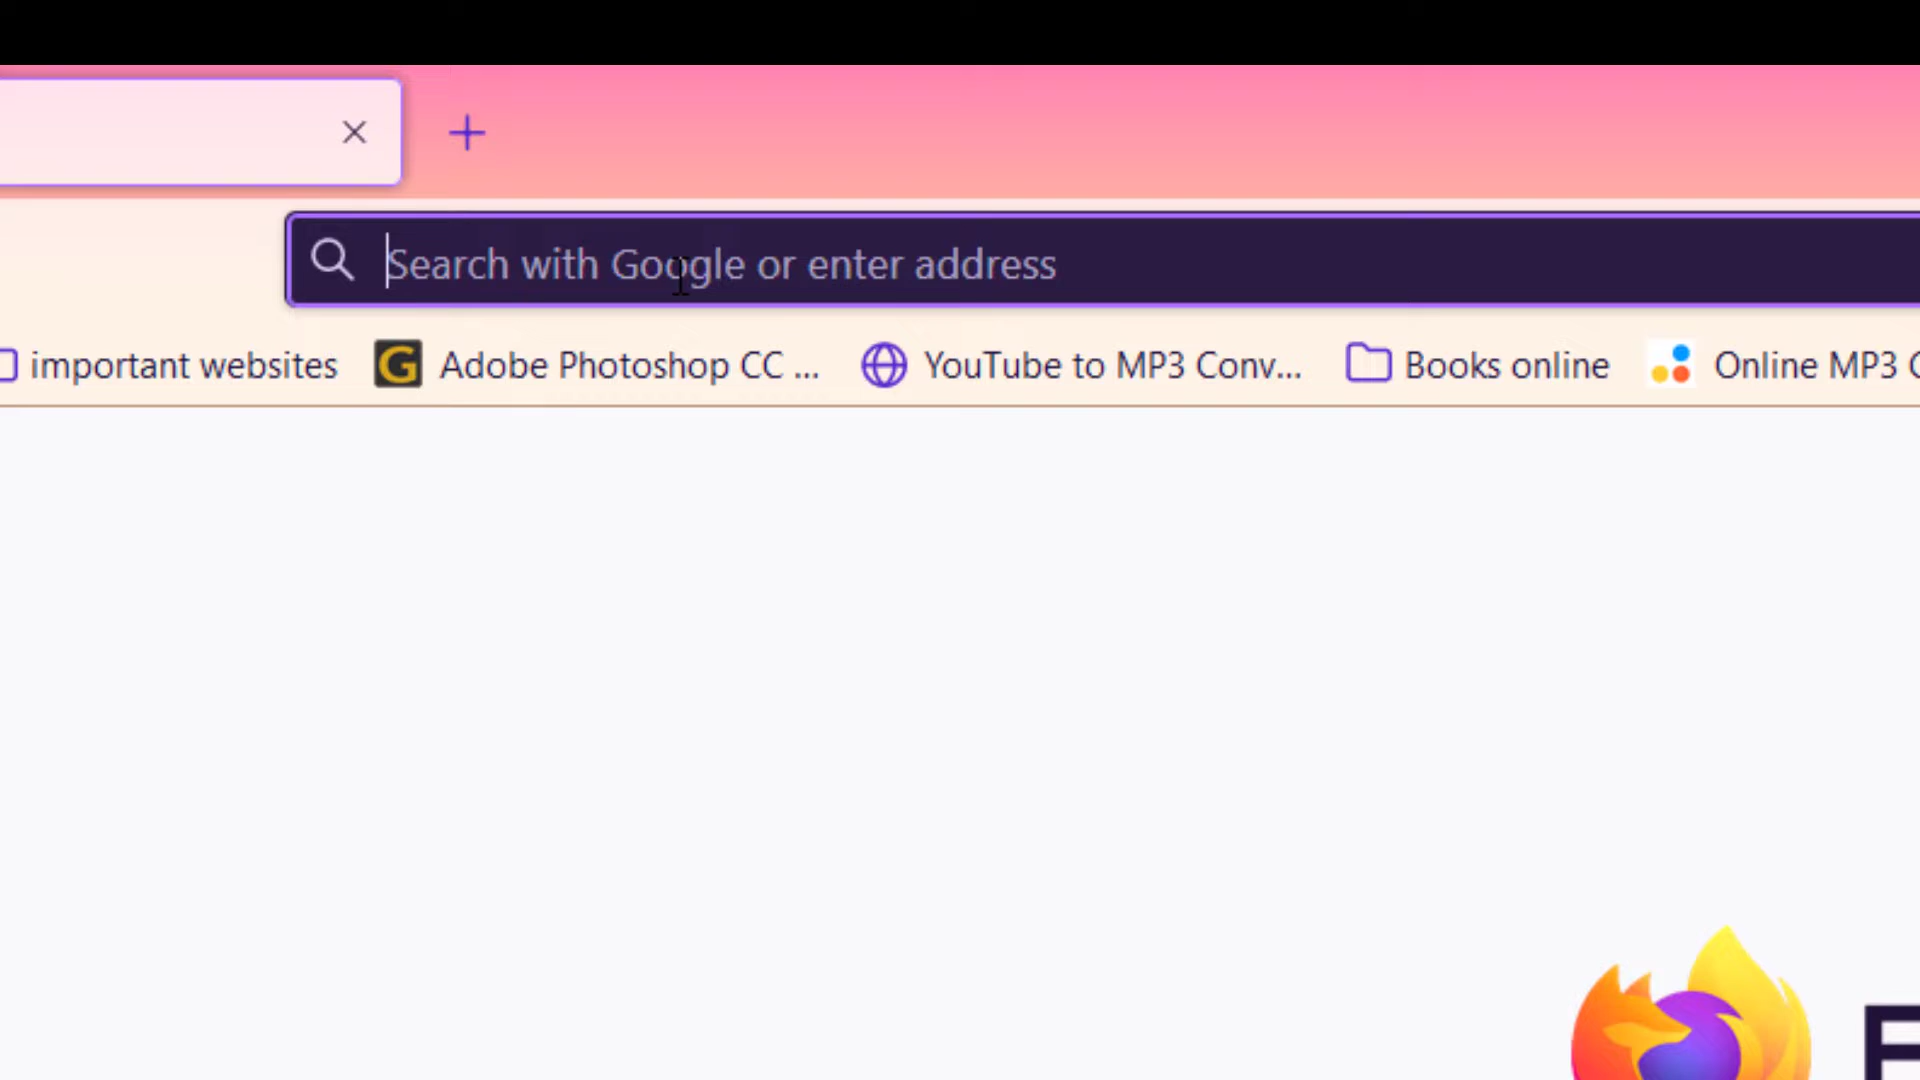 Search with Google or enter address
important websites Adobe Photoshop CC ... YouTube to MP3 Conv... Books online Online MP3